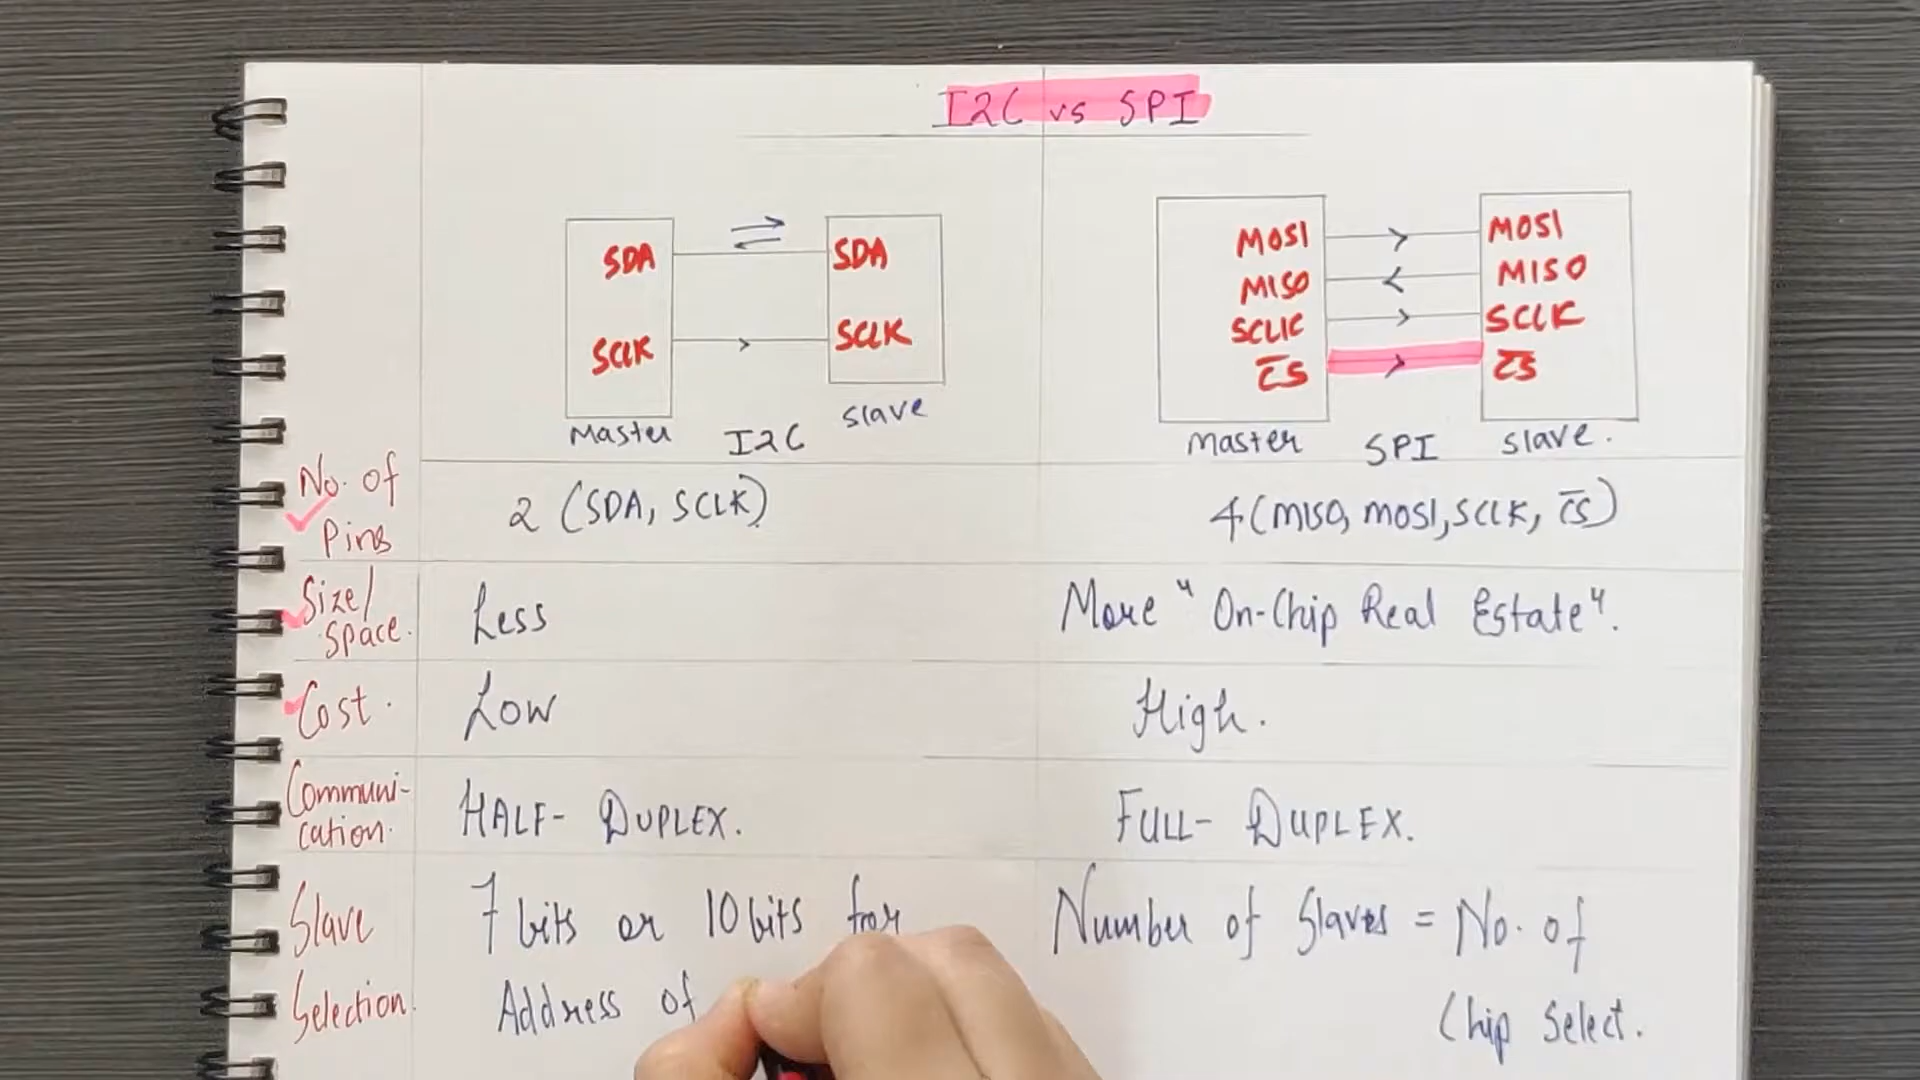 I2C vs SPI
SDA SDA
SCLK SCLK
Master I2C Slave
MOSI MOSI
MISO MISO
SCLK SCLK
C̅S̅ C̅S̅
Master SPI Slave.
No. of
Pins
2 (SDA, SCLK)
4(MISO, MOSI, SCLK, C̅S̅)
Size/
Space.
Less
More "On-Chip Real Estate".
Cost.
Low
High.
Communi-
cation.
HALF- DUPLEX.
FULL- DUPLEX.
Slave
Selection.
7 bits or 10 bits for
Address of
Number of Slaves = No. of
Chip Select.